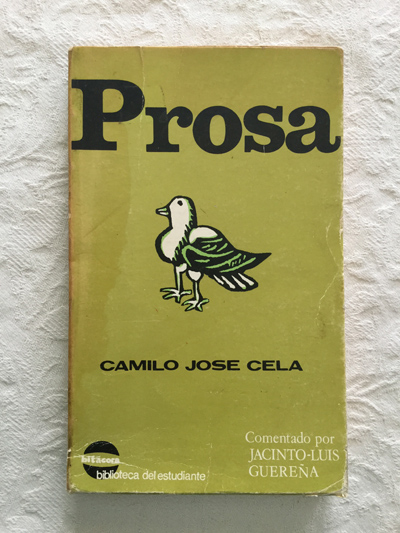 Prosa
CAMILO JOSE CELA
Comentado por
JACINTO-LUIS
GUEREÑA
bitácora
biblioteca del estudiante